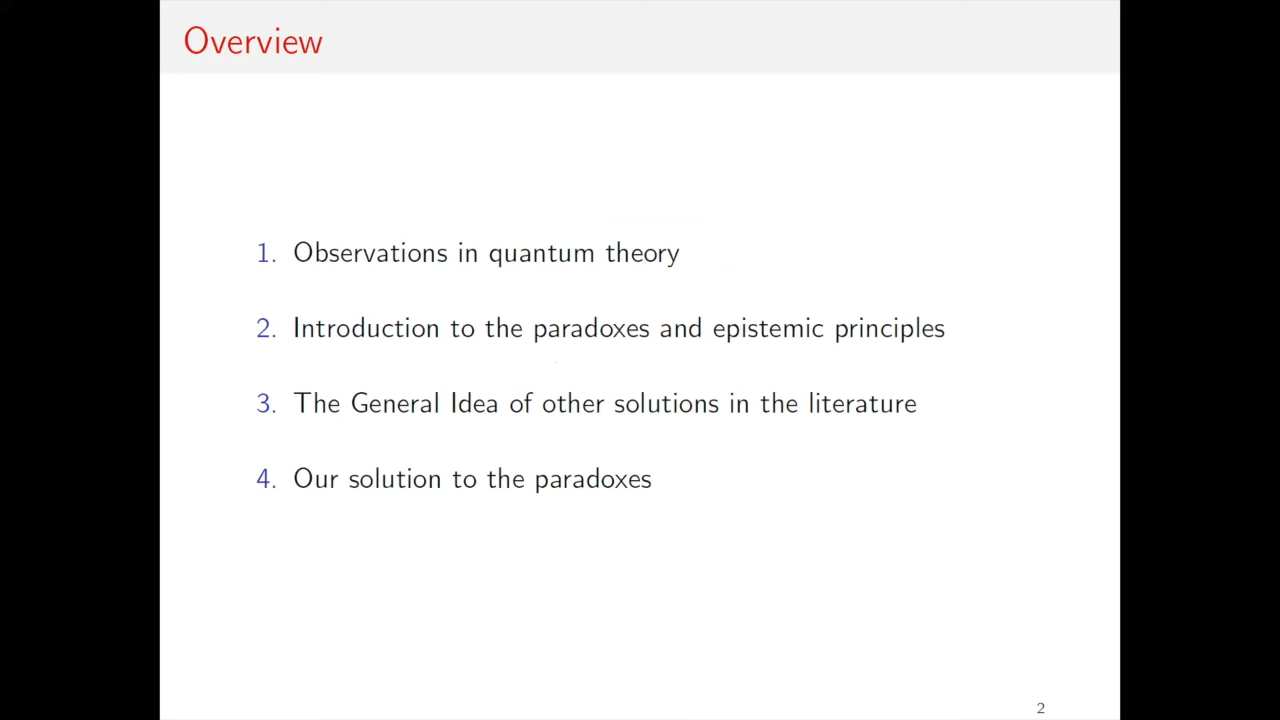 Overview
1. Observations in quantum theory
2. Introduction to the paradoxes and epistemic principles
3. The General Idea of other solutions in the literature
4. Our solution to the paradoxes
2